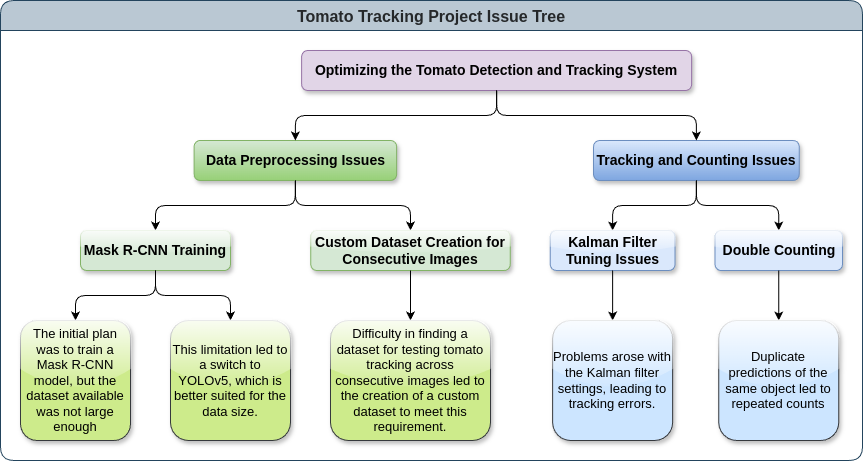 Tomato Tracking Project Issue Tree
Optimizing the Tomato Detection and Tracking System
Data Preprocessing Issues
Tracking and Counting Issues
Mask R-CNN Training
Custom Dataset Creation for
Consecutive Images
Kalman Filter
Tuning Issues
Double Counting
The initial plan
was to train a
Mask R-CNN
model, but the
dataset available
was not large
enough
This limitation led to
a switch to
YOLOv5, which is
better suited for the
data size.
Difficulty in finding a
dataset for testing tomato
tracking across
consecutive images led to
the creation of a custom
dataset to meet this
requirement.
Problems arose with
the Kalman filter
settings, leading to
tracking errors.
Duplicate
predictions of the
same object led to
repeated counts